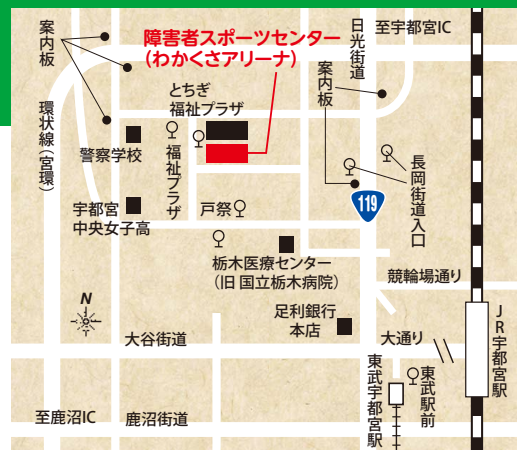 案内板
障害者スポーツセンター
（わかくさアリーナ）
日光街道
至宇都宮IC
案内板
環状線（宮環）
とちぎ
福祉プラザ
警察学校
福祉プラザ
長岡街道入口
119
宇都宮
中央女子高
戸祭
栃木医療センター
（旧 国立栃木病院）
競輪場通り
N
足利銀行
本店
大谷街道
大通り
JR宇都宮駅
東武宇都宮駅
東武駅前
至鹿沼IC
鹿沼街道